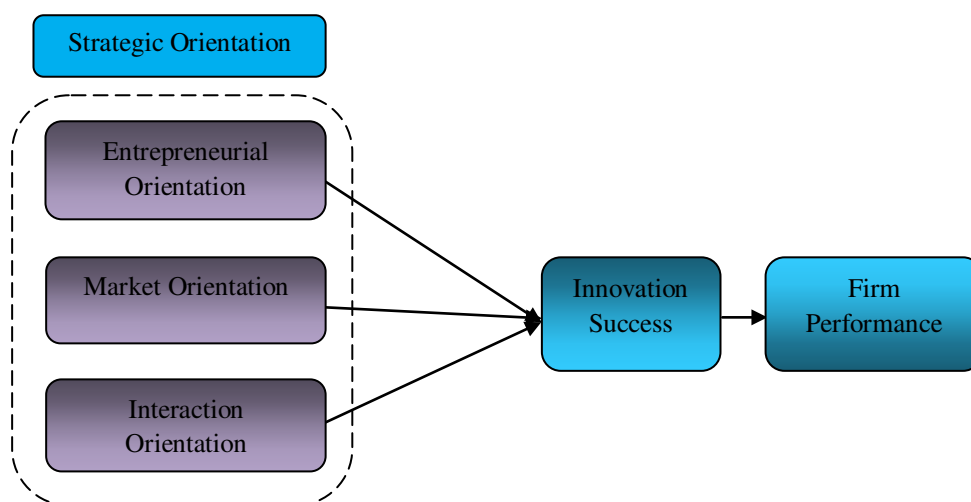 Strategic Orientation
Entrepreneurial
Orientation
Market Orientation
Interaction
Orientation
Innovation
Success
Firm
Performance